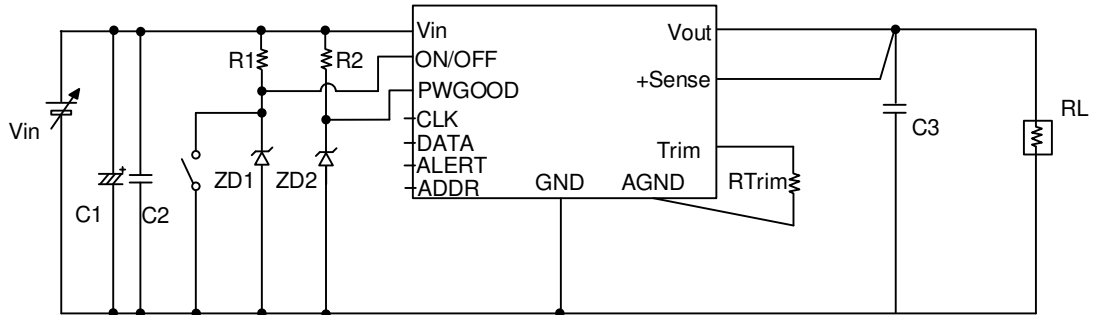 Vin
Vout
R1
R2
ON/OFF
+Sense
PWGOOD
Vin
CLK
C3
RL
DATA
Trim
ALERT
ZD1
ZD2
ADDR
GND
AGND
RTrim
C1
+
C2